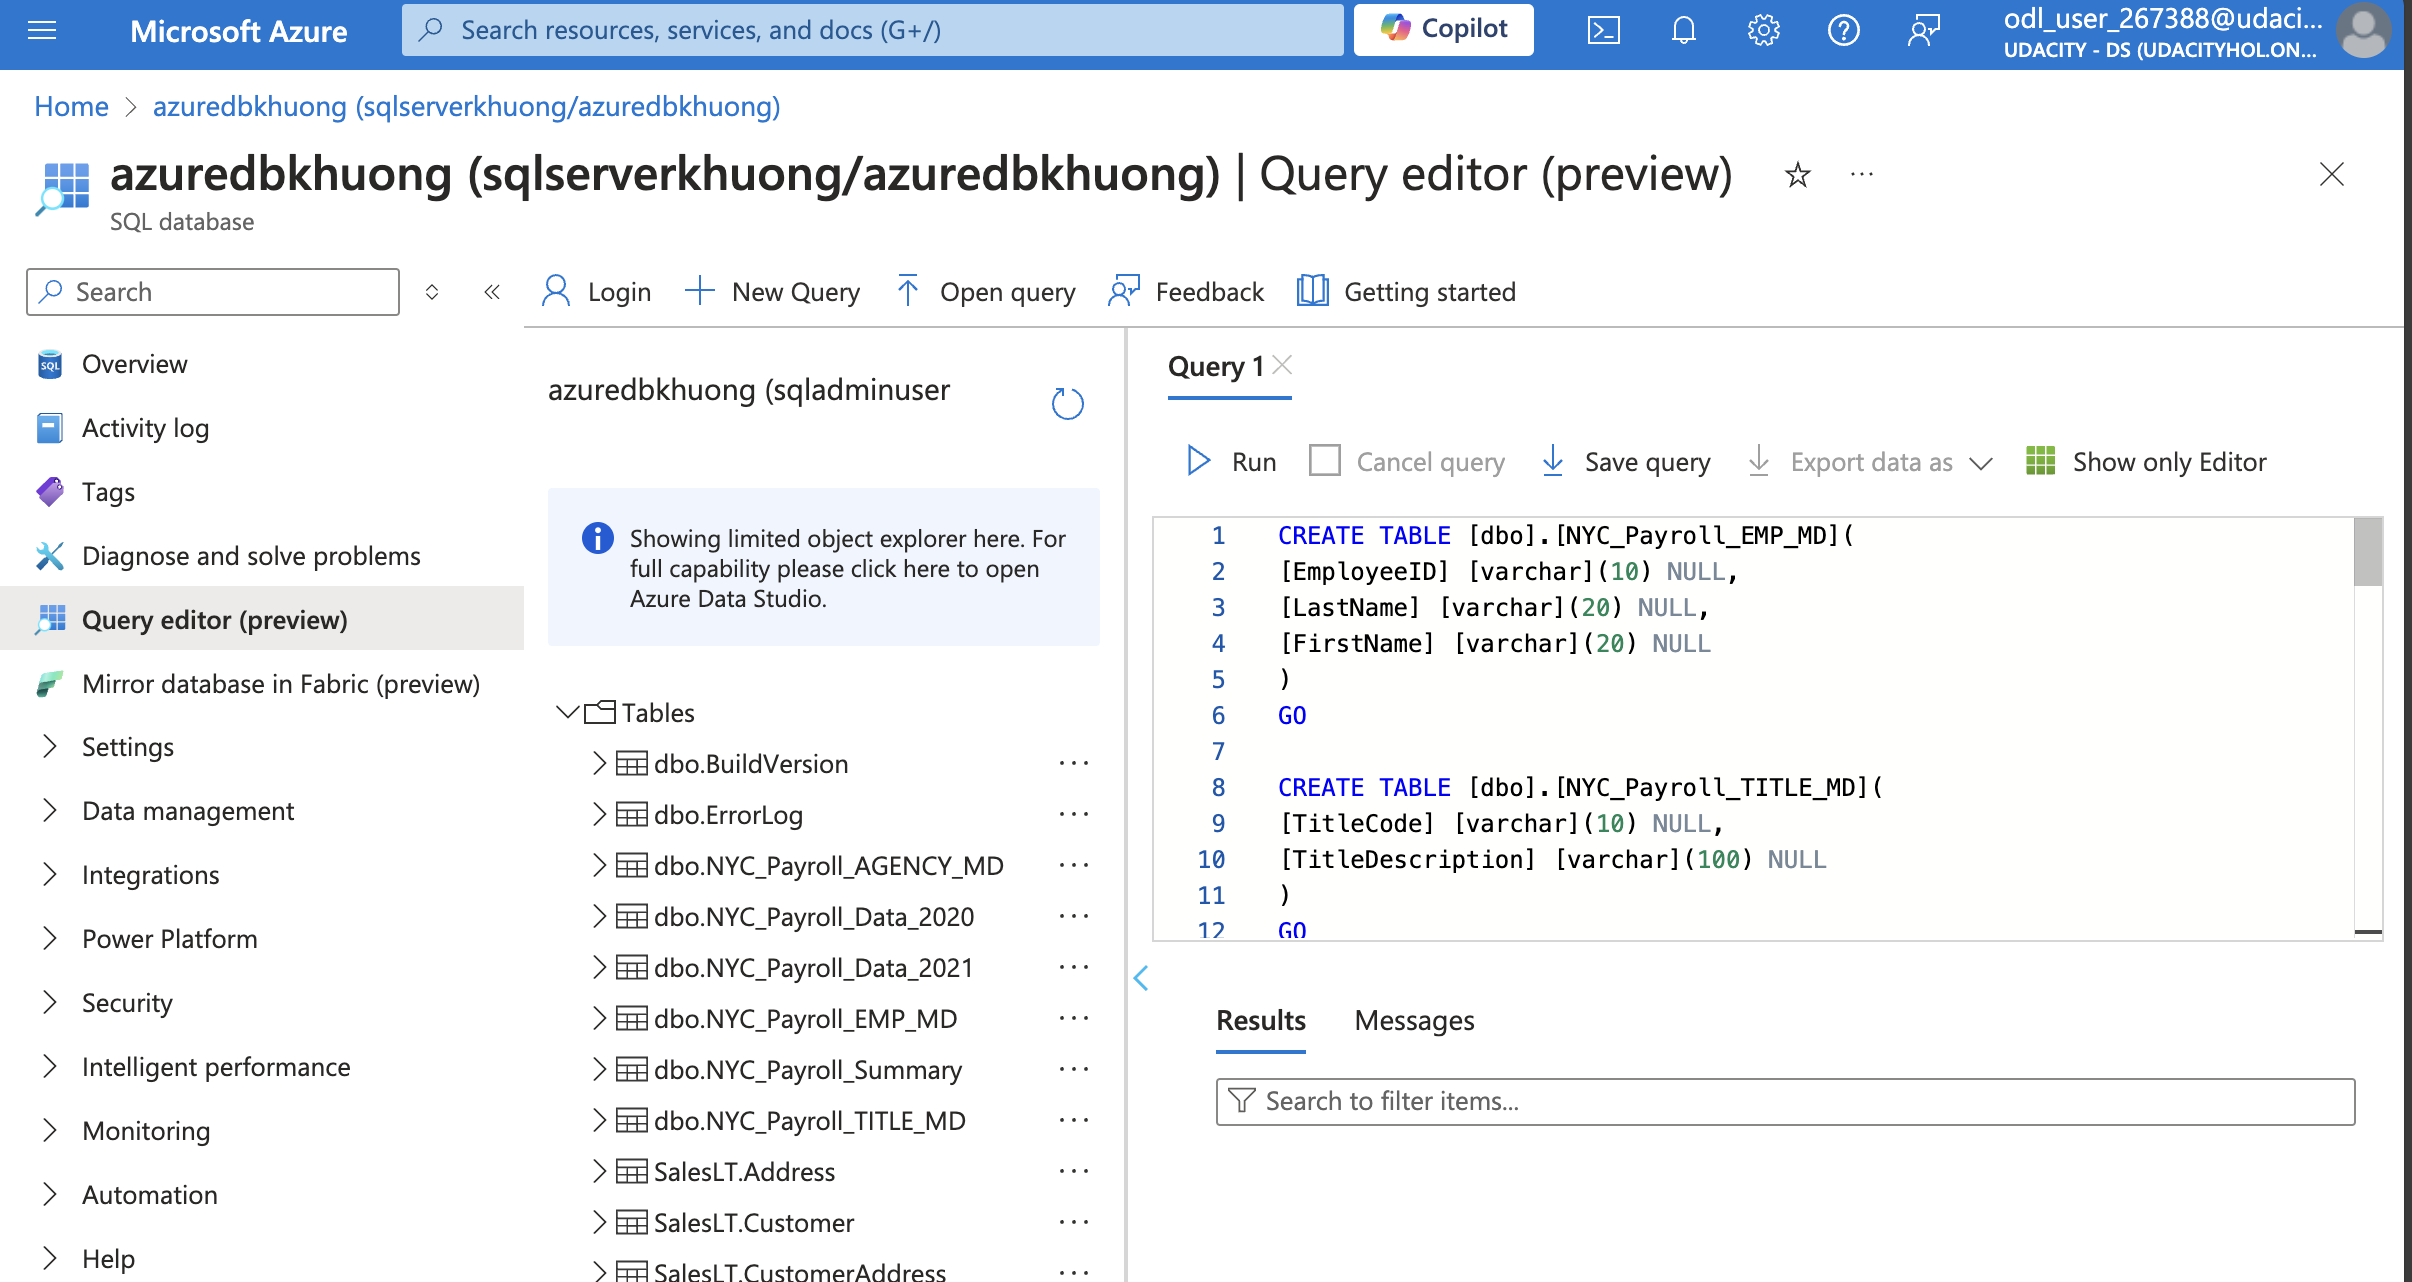 Microsoft Azure
Search resources, services, and docs (G+/)
Copilot
odl_user_267388@udaci...
UDACITY - DS (UDACITYHOL.ON...
Home > azuredbkhuong (sqlserverkhuong/azuredbkhuong)
azuredbkhuong (sqlserverkhuong/azuredbkhuong) | Query editor (preview)
SQL database
Search
Overview
Activity log
Tags
Diagnose and solve problems
Query editor (preview)
Mirror database in Fabric (preview)
Settings
Data management
Integrations
Power Platform
Security
Intelligent performance
Monitoring
Automation
Help
Login
New Query
Open query
Feedback
Getting started
azuredbkhuong (sqladminuser
Showing limited object explorer here. For
full capability please click here to open
Azure Data Studio.
Tables
dbo.BuildVersion
dbo.ErrorLog
dbo.NYC_Payroll_AGENCY_MD
dbo.NYC_Payroll_Data_2020
dbo.NYC_Payroll_Data_2021
dbo.NYC_Payroll_EMP_MD
dbo.NYC_Payroll_Summary
dbo.NYC_Payroll_TITLE_MD
SalesLT.Address
SalesLT.Customer
SalesLT.CustomerAddress
Query 1
Run
Cancel query
Save query
Export data as
Show only Editor
1 CREATE TABLE [dbo].[NYC_Payroll_EMP_MD](
2 [EmployeeID] [varchar](10) NULL,
3 [LastName] [varchar](20) NULL,
4 [FirstName] [varchar](20) NULL
5 )
6 GO
7
8 CREATE TABLE [dbo].[NYC_Payroll_TITLE_MD](
9 [TitleCode] [varchar](10) NULL,
10 [TitleDescription] [varchar](100) NULL
11 )
12 GO
Results
Messages
Search to filter items...